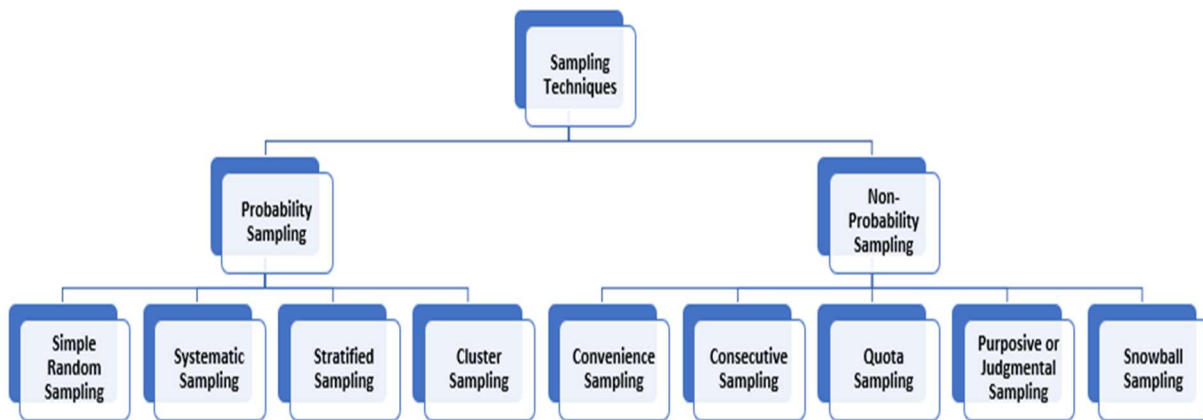 Sampling
Techniques
Probability
Sampling
Non-
Probability
Sampling
Simple
Random
Sampling
Systematic
Sampling
Stratified
Sampling
Cluster
Sampling
Convenience
Sampling
Consecutive
Sampling
Quota
Sampling
Purposive or
Judgmental
Sampling
Snowball
Sampling